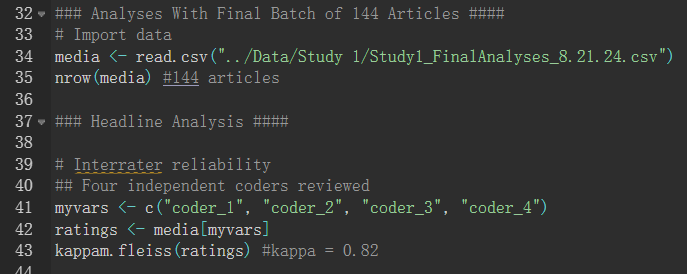 32 ### Analyses With Final Batch of 144 Articles ####
33 # Import data
34 media <- read.csv("../Data/Study 1/Study1_FinalAnalyses_8.21.24.csv")
35 nrow(media) #144 articles
36
37 ### Headline Analysis ####
38
39 # Interrater reliability
40 ## Four independent coders reviewed
41 myvars <- c("coder_1", "coder_2", "coder_3", "coder_4")
42 ratings <- media[myvars]
43 kappam.fleiss(ratings) #kappa = 0.82
44